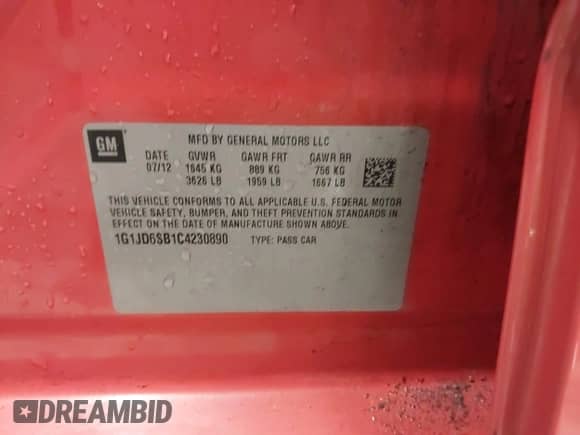 GM
MFD BY GENERAL MOTORS LLC
DATE GVWR GAWR FRT GAWR RR
07/12 1645 KG 889 KG 756 KG
3626 LB 1959 LB 1667 LB
THIS VEHICLE CONFORMS TO ALL APPLICABLE U.S. FEDERAL MOTOR
VEHICLE SAFETY, BUMPER, AND THEFT PREVENTION STANDARDS IN
EFFECT ON THE DATE OF MANUFACTURE SHOWN ABOVE.
1G1JD6SB1C4230890 TYPE: PASS CAR
DREAMBID